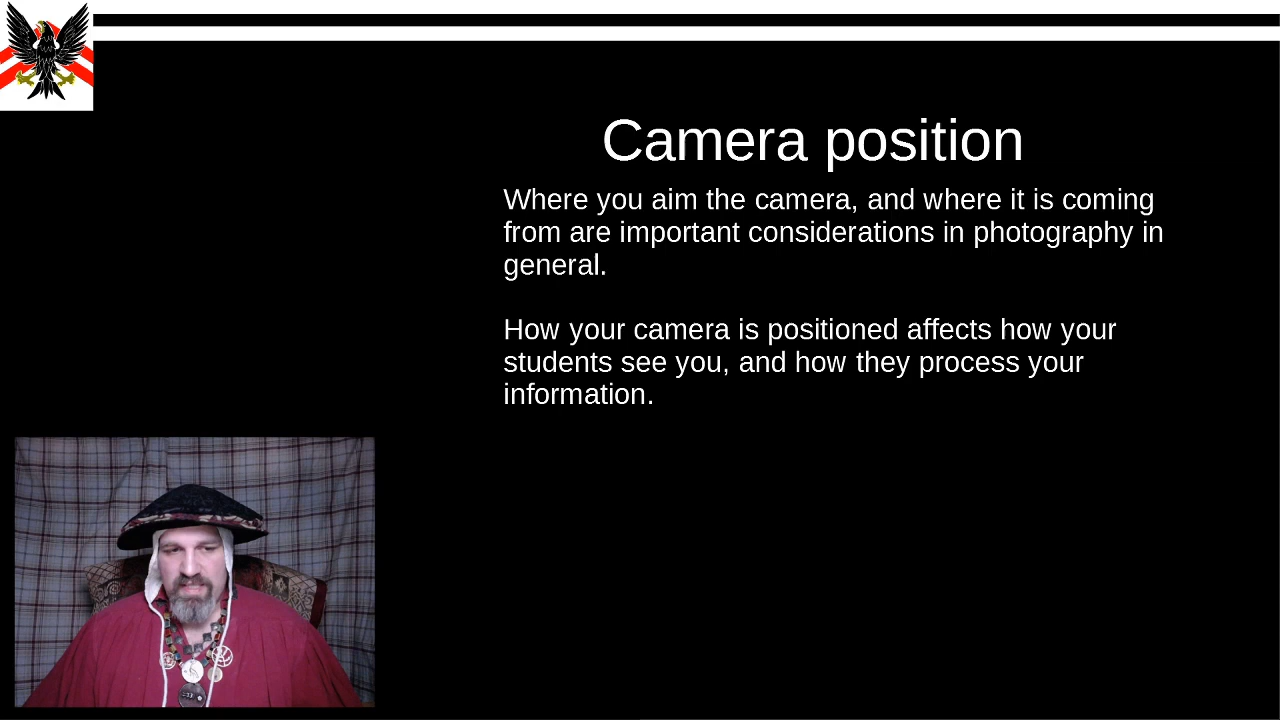 Camera position
Where you aim the camera, and where it is coming
from are important considerations in photography in
general.
How your camera is positioned affects how your
students see you, and how they process your
information.